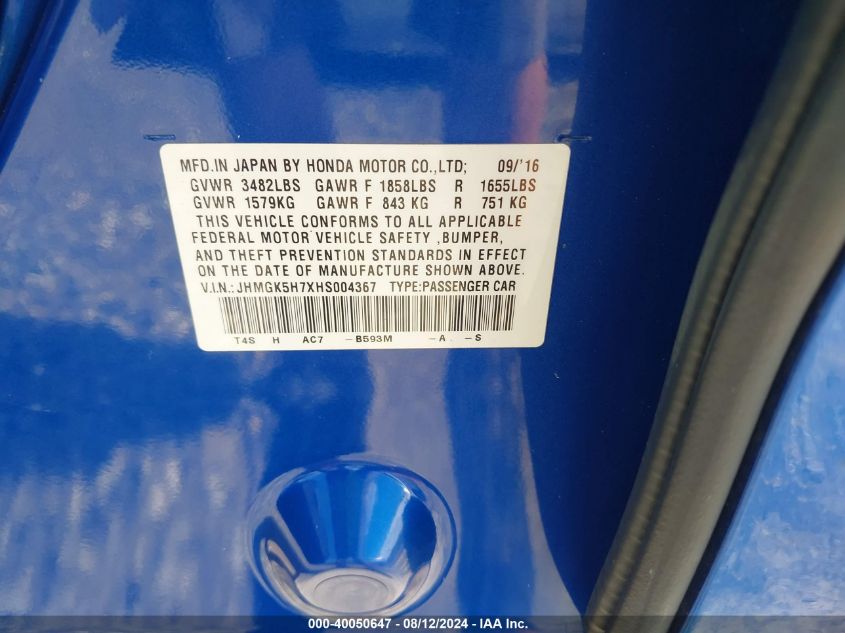 MFD.IN JAPAN BY HONDA MOTOR CO.,LTD; 09/'16
GVWR 3482LBS GAWR F 1858LBS R 1655LBS
GVWR 1579KG GAWR F 843 KG R 751 KG
THIS VEHICLE CONFORMS TO ALL APPLICABLE
FEDERAL MOTOR VEHICLE SAFETY ,BUMPER,
AND THEFT PREVENTION STANDARDS IN EFFECT
ON THE DATE OF MANUFACTURE SHOWN ABOVE.
V.I.N.: JHMGK5H7XHS004367 TYPE:PASSENGER CAR
T4S H AC7 -B593M -A. -S
000-40050647 - 08/12/2024 - IAA Inc.